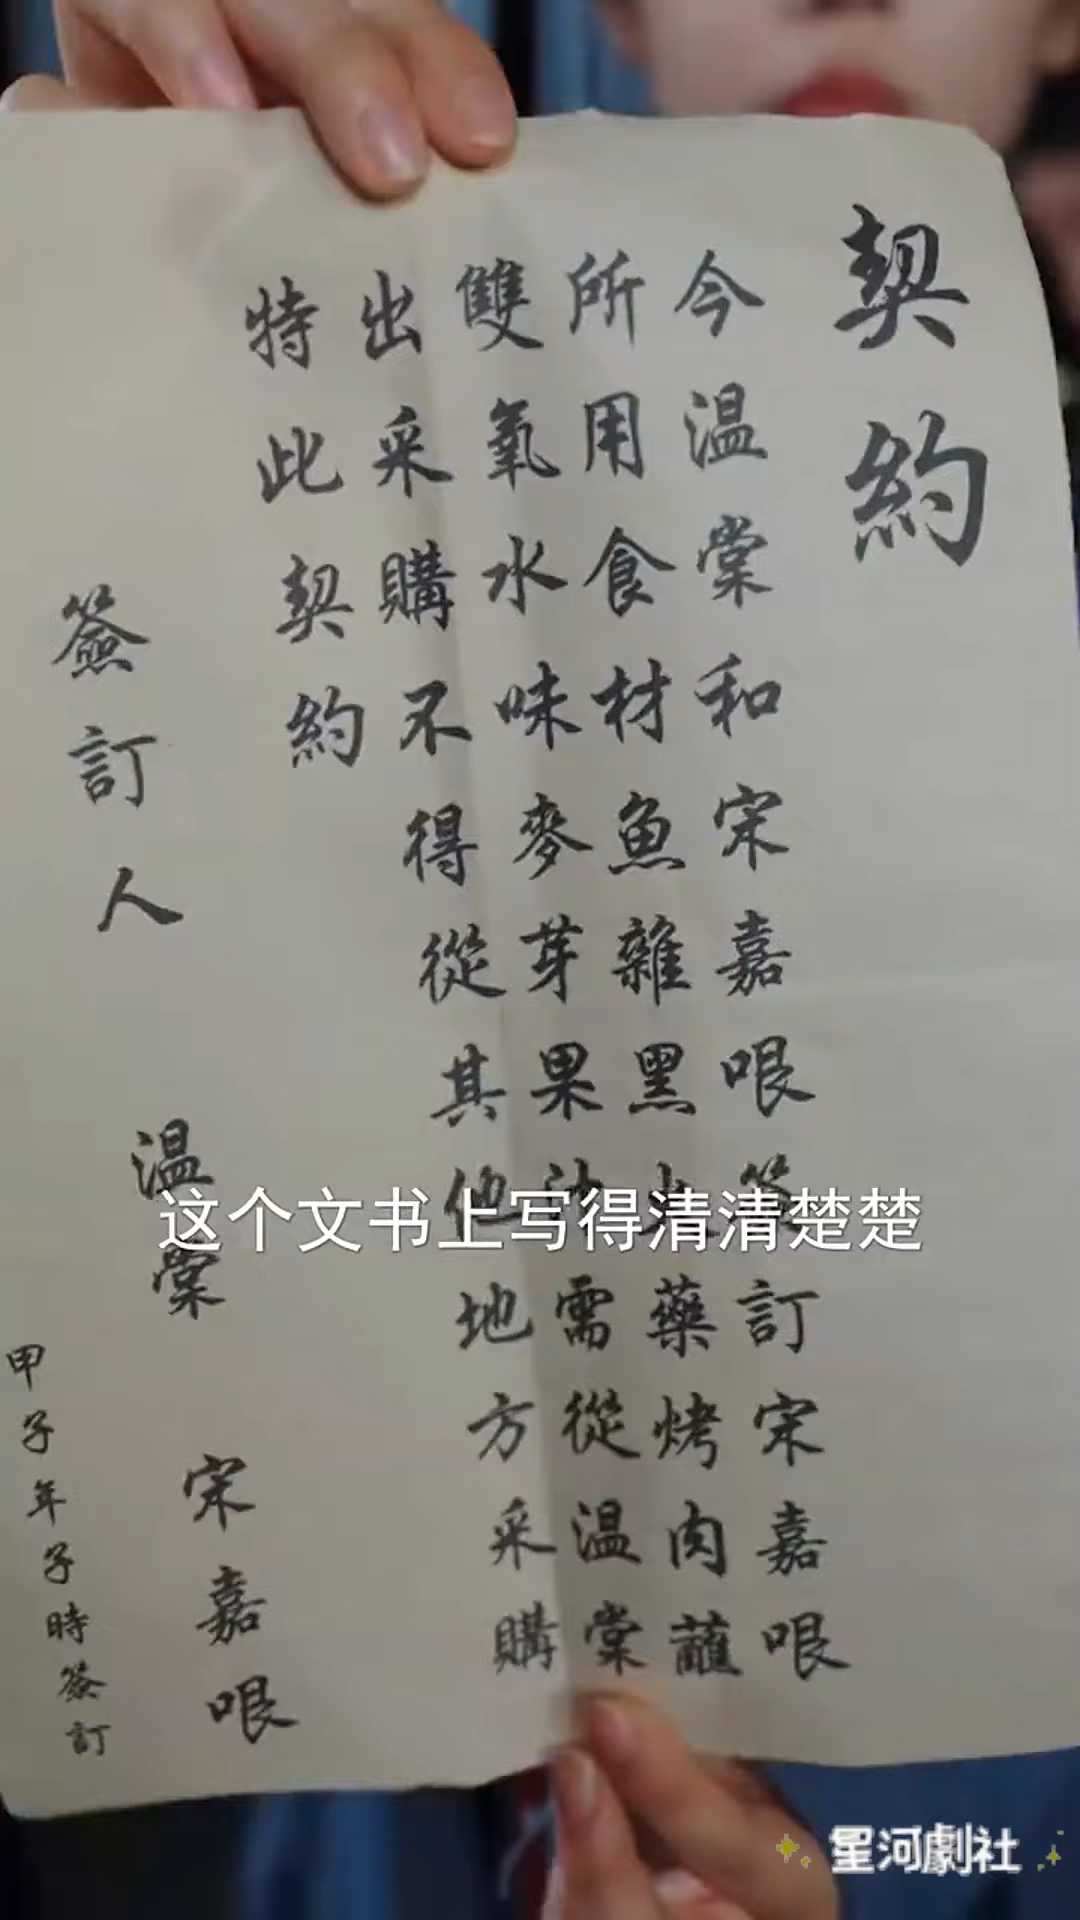 契約
今温棠和宋嘉哏签訂宋嘉哏
所用食材魚雜黑藥烤肉蘸
雙氧水味麥芽果汁需從温棠
出采購不得從其他地方采購
特此契約
簽訂人
温棠
宋嘉哏
甲子年子時签訂
这个文书上写得清清楚楚
星河劇社